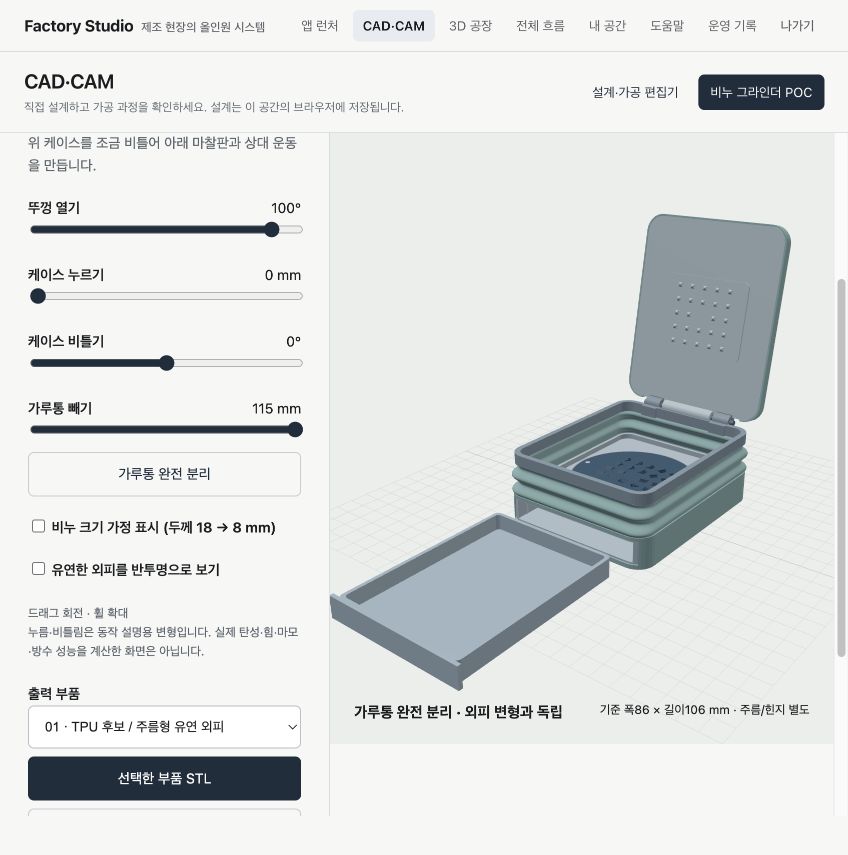 Factory Studio 제조 현장의 올인원 시스템 앱 런처 CAD·CAM 3D 공장 전체 흐름 내 공간 도움말 운영 기록 나가기
CAD·CAM
직접 설계하고 가공 과정을 확인하세요. 설계는 이 공간의 브라우저에 저장됩니다.
설계·가공 편집기 비누 그라인더 POC
위 케이스를 조금 비틀어 아래 마찰판과 상대 운동
을 만듭니다.
뚜껑 열기 100°
케이스 누르기 0 mm
케이스 비틀기 0°
가루통 빼기 115 mm
가루통 완전 분리
비누 크기 가정 표시 (두께 18 → 8 mm)
유연한 외피를 반투명으로 보기
드래그 회전 · 휠 확대
누름·비틀림은 동작 설명용 변형입니다. 실제 탄성·힘·마모
·방수 성능을 계산한 화면은 아닙니다.
출력 부품
01 · TPU 후보 / 주름형 유연 외피
선택한 부품 STL
가루통 완전 분리 · 외피 변형과 독립
기준 폭86 × 길이106 mm · 주름/힌지 별도